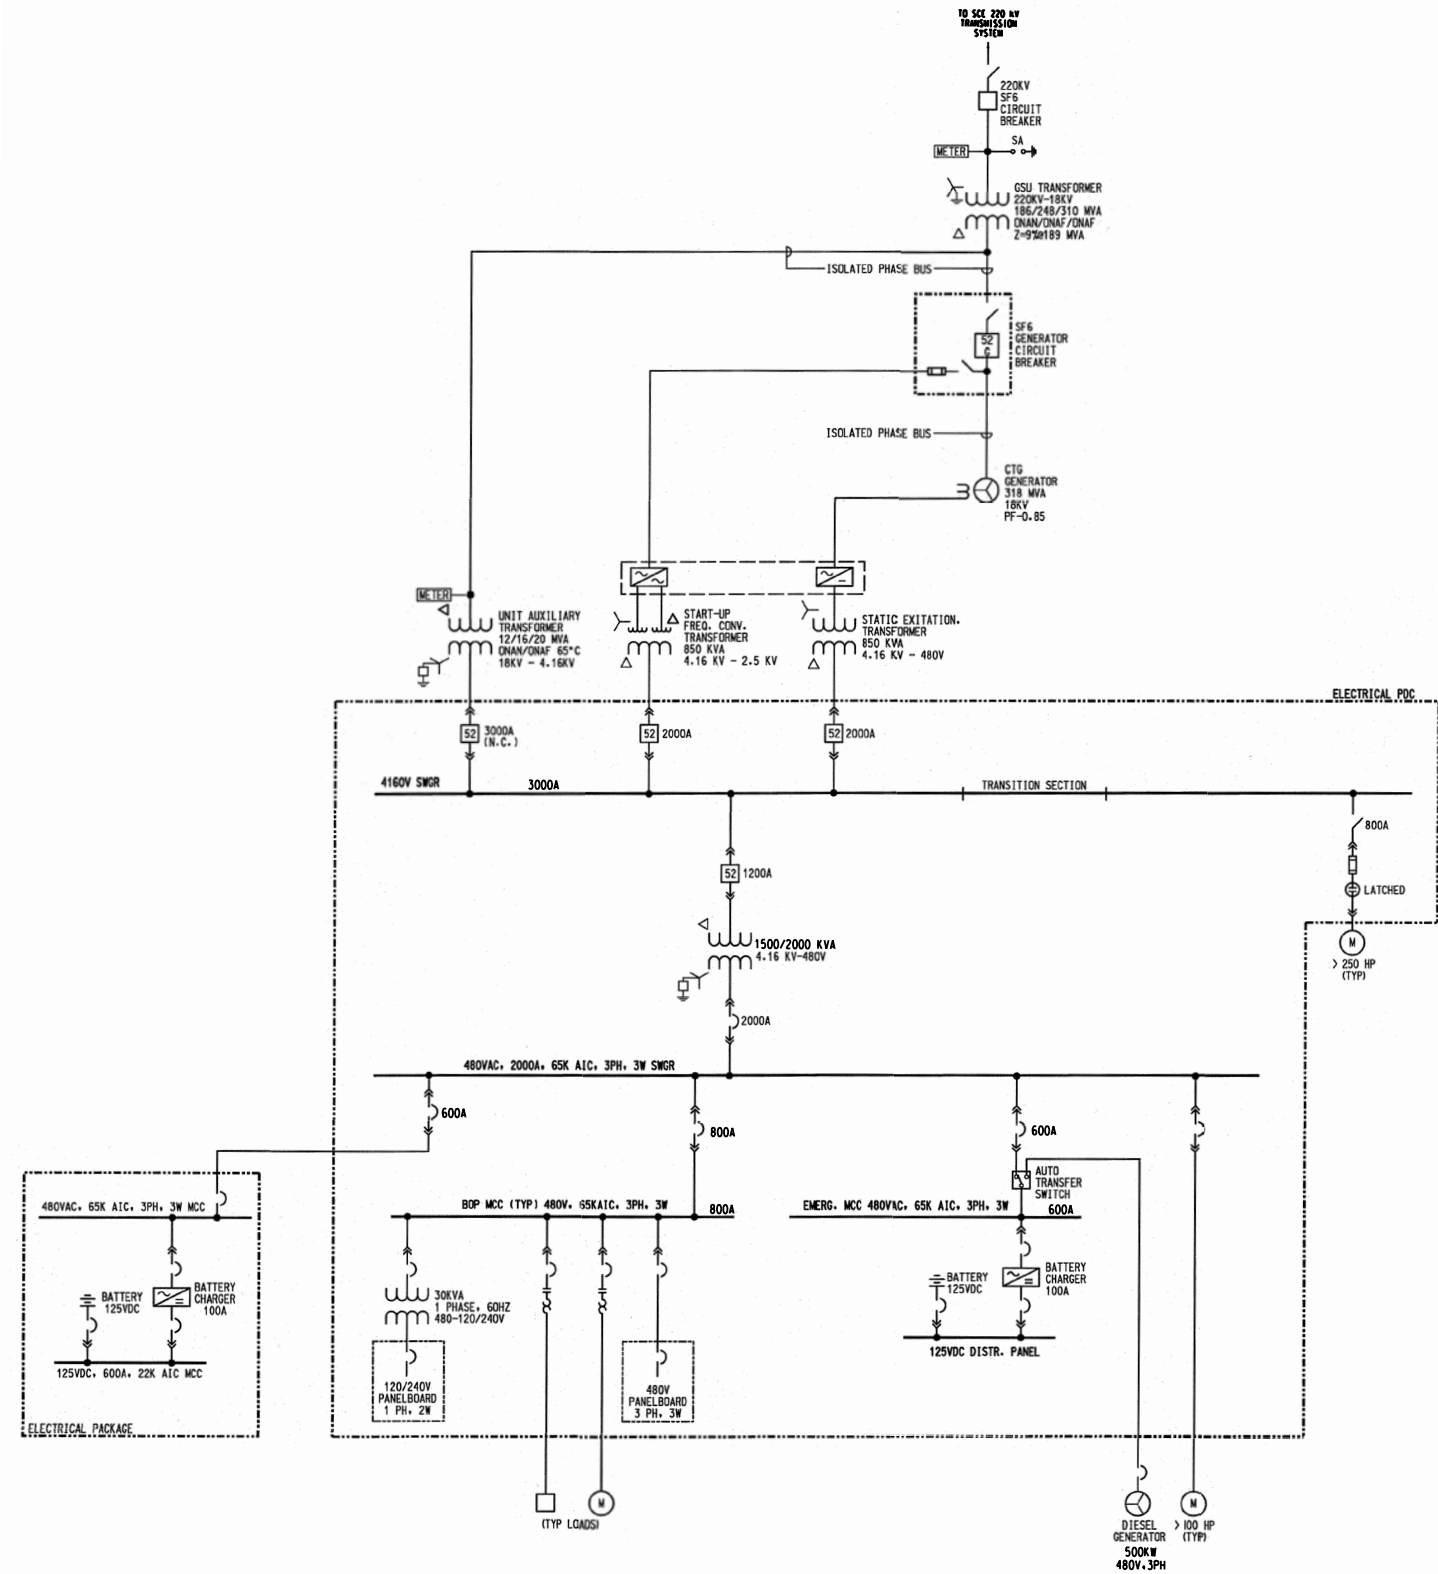 TO SCE 220 kV
TRANSMISSION
SYSTEM
220KV
SF6
CIRCUIT
BREAKER
SA
METER
GSU TRANSFORMER
220KV-18KV
186/248/310 MVA
ONAN/ONAF/ONAF
Z=9%@189 MVA
ISOLATED PHASE BUS
SF6
GENERATOR
CIRCUIT
BREAKER
52
G
ISOLATED PHASE BUS
CTG
GENERATOR
318 MVA
18KV
PF-0.85
METER
UNIT AUXILIARY
TRANSFORMER
12/16/20 MVA
ONAN/ONAF 65°C
18KV - 4.16KV
START-UP
FREQ. CONV.
TRANSFORMER
850 KVA
4.16 KV - 2.5 KV
STATIC EXITATION.
TRANSFORMER
850 KVA
4.16 KV - 480V
ELECTRICAL PDC
52
3000A
(N.C.)
52
2000A
52
2000A
4160V SWGR
3000A
TRANSITION SECTION
800A
LATCHED
M
> 250 HP
(TYP)
52
1200A
1500/2000 KVA
4.16 KV-480V
2000A
480VAC, 2000A, 65K AIC, 3PH, 3W SWGR
600A
800A
600A
AUTO
TRANSFER
SWITCH
480VAC, 65K AIC, 3PH, 3W MCC
BOP MCC (TYP) 480V, 65KAIC, 3PH, 3W
800A
EMERG. MCC 480VAC, 65K AIC, 3PH, 3W
600A
BATTERY
125VDC
BATTERY
CHARGER
100A
125VDC, 600A, 22K AIC MCC
ELECTRICAL PACKAGE
30KVA
1 PHASE, 60HZ
480-120/240V
120/240V
PANELBOARD
1 PH, 2W
480V
PANELBOARD
3 PH, 3W
BATTERY
125VDC
BATTERY
CHARGER
100A
125VDC DISTR. PANEL
M
(TYP LOADS)
DIESEL
GENERATOR
500KW
480V,3PH
M
>100 HP
(TYP)